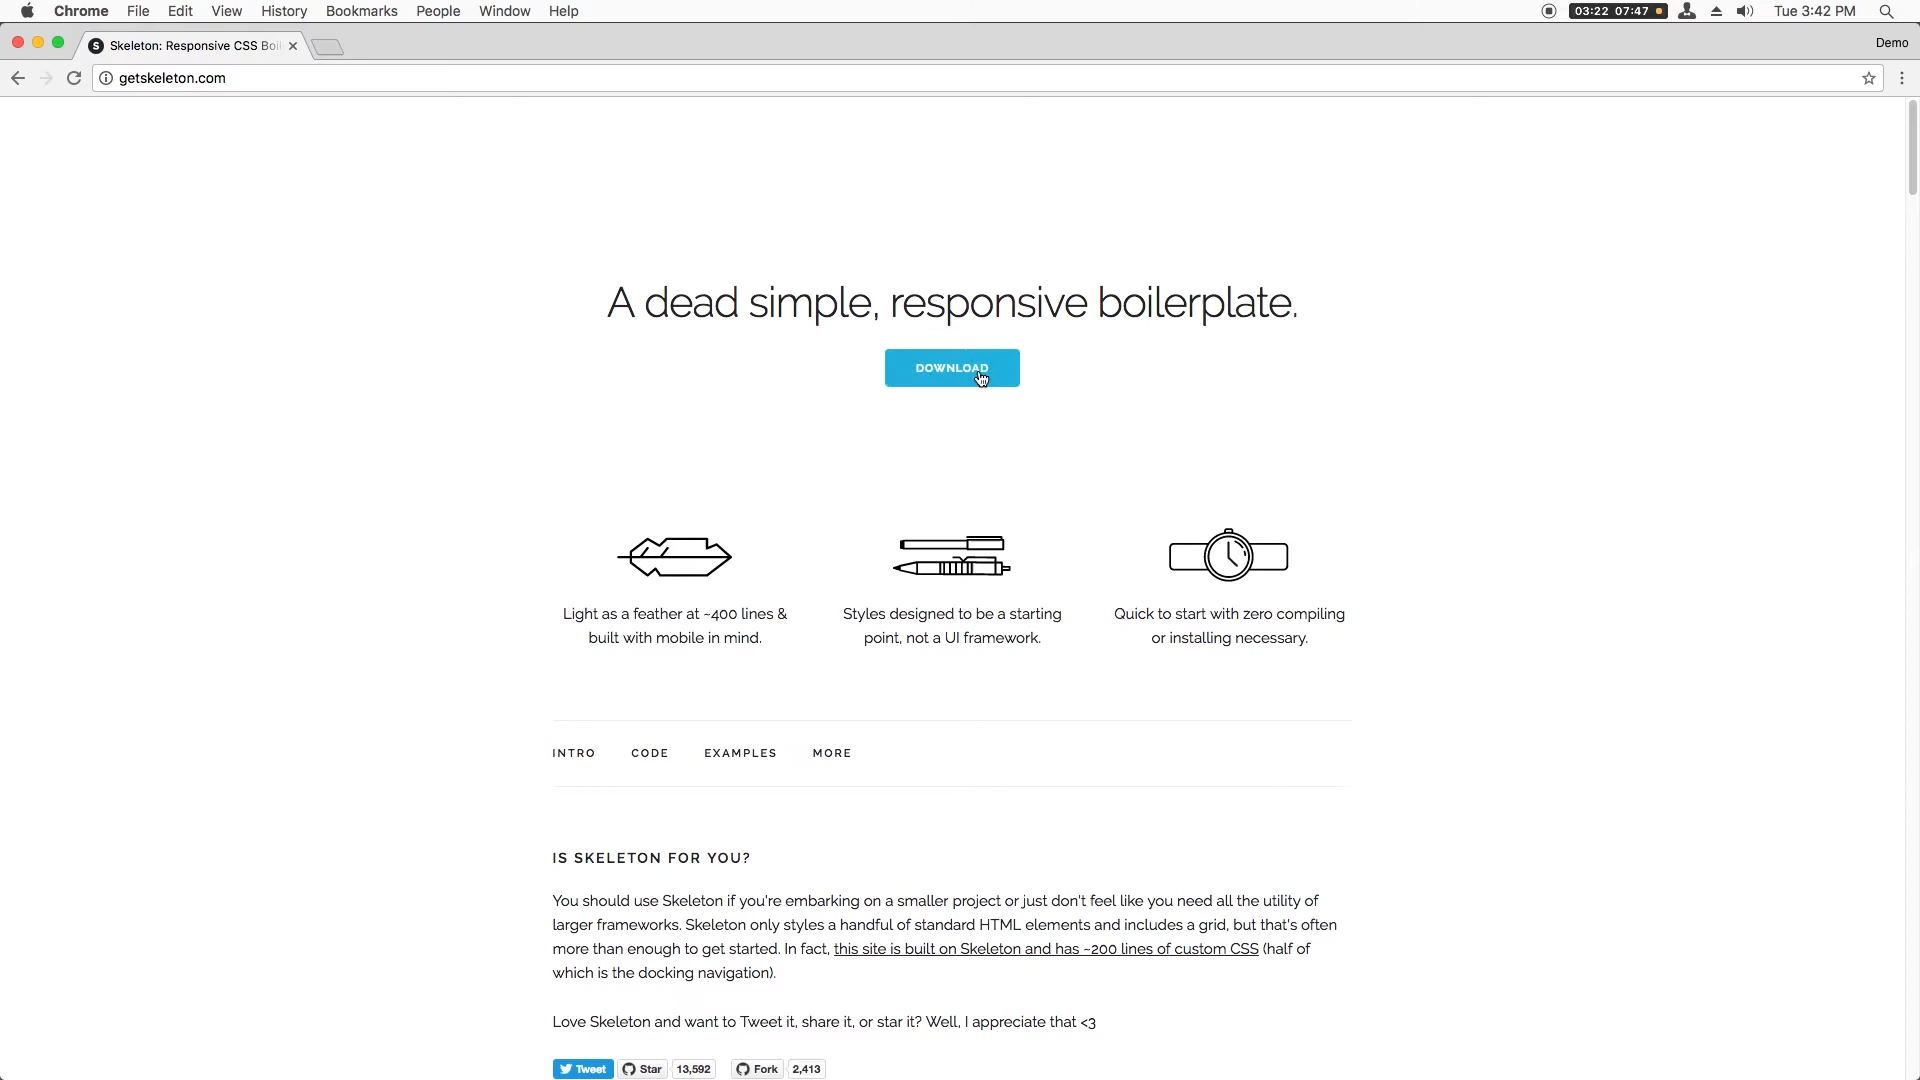 Chrome File Edit View History Bookmarks People Window Help 03:22 07:47 Tue 3:42 PM
S Skeleton: Responsive CSS Boil Demo
getskeleton.com
A dead simple, responsive boilerplate.
DOWNLOAD
Light as a feather at ~400 lines &
built with mobile in mind.
Styles designed to be a starting
point, not a UI framework.
Quick to start with zero compiling
or installing necessary.
INTRO CODE EXAMPLES MORE
IS SKELETON FOR YOU?
You should use Skeleton if you're embarking on a smaller project or just don't feel like you need all the utility of
larger frameworks. Skeleton only styles a handful of standard HTML elements and includes a grid, but that's often
more than enough to get started. In fact, this site is built on Skeleton and has ~200 lines of custom CSS (half of
which is the docking navigation).
Love Skeleton and want to Tweet it, share it, or star it? Well, I appreciate that <3
Tweet Star 13,592 Fork 2,413